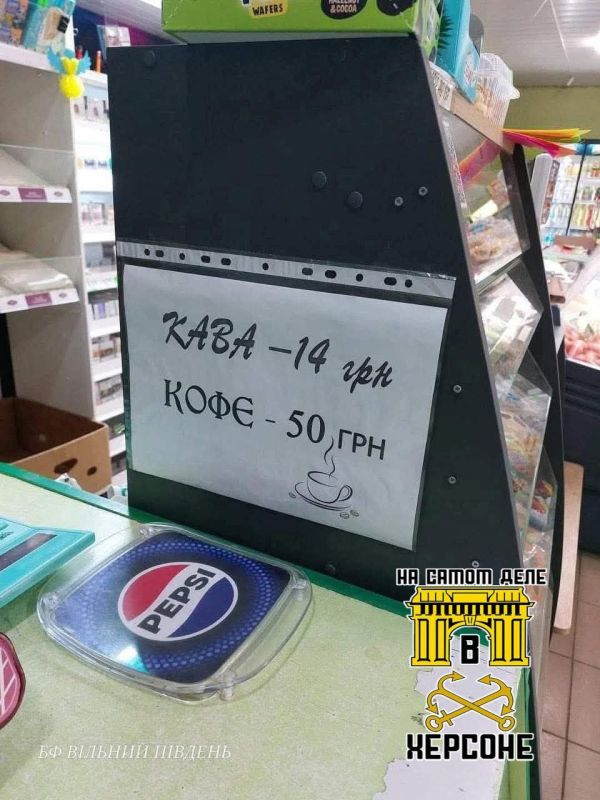 WAFERS
HAZELNUT
& COCOA
КАВА – 14 грн
КОФЕ - 50 ГРН
PEPSI
НА САМОМ ДЕЛЕ
В
ХЕРСОНЕ
БФ ВІЛЬНИЙ ПІВДЕНЬ